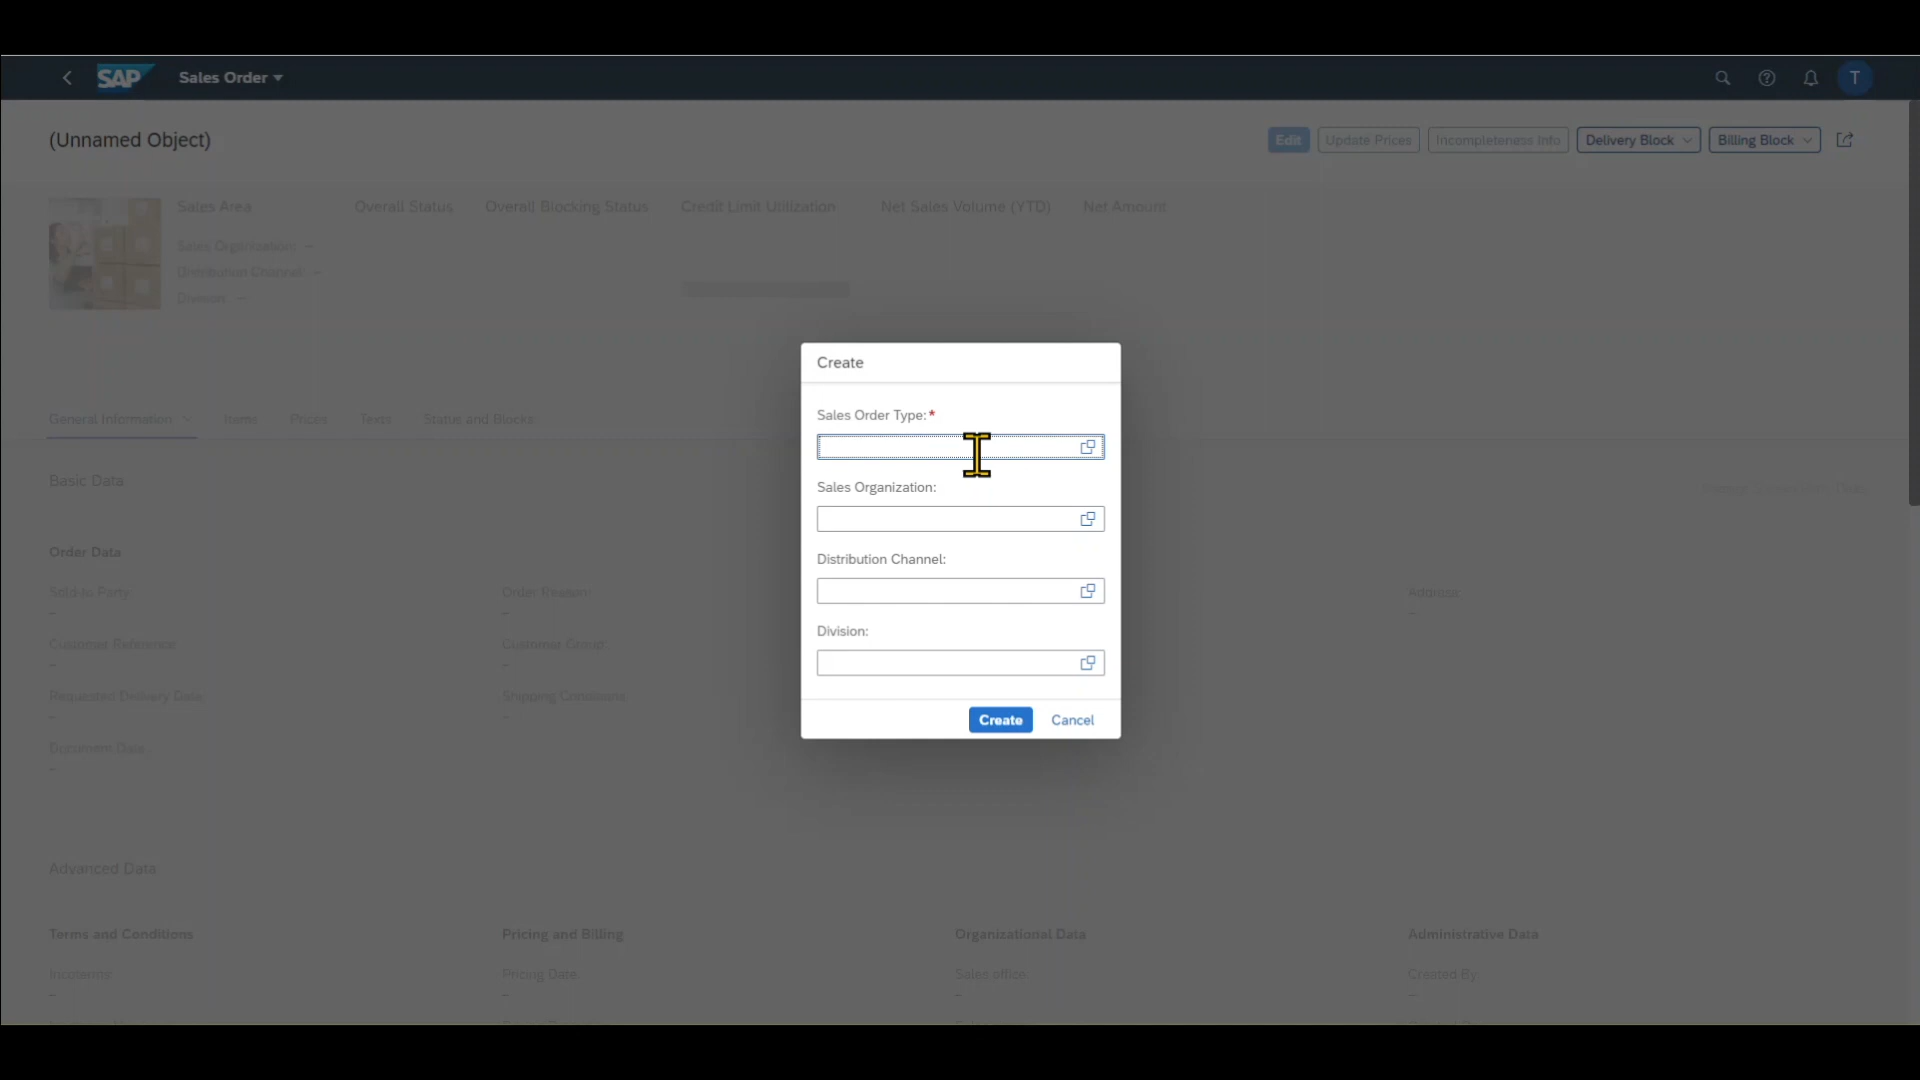 SAP
Sales Order
T
(Unnamed Object)
Edit
Update Prices
Incompleteness Info
Delivery Block
Billing Block
Sales Area
Overall Status
Overall Blocking Status
Credit Limit Utilization
Net Sales Volume (YTD)
Net Amount
Sales Organization: –
Distribution Channel: –
Division: –
Create
Sales Order Type:*
Sales Organization:
Distribution Channel:
Division:
Create
Cancel
General Information
Items
Prices
Texts
Status and Blocks
Basic Data
Order Data
Sold-to Party:
–
Order Reason:
–
Address:
–
Customer Reference:
–
Customer Group:
–
Requested Delivery Date:
–
Shipping Conditions:
–
Document Date:
–
Advanced Data
Terms and Conditions
Pricing and Billing
Organizational Data
Administrative Data
Incoterms:
–
Pricing Date:
–
Sales office:
–
Created By:
–